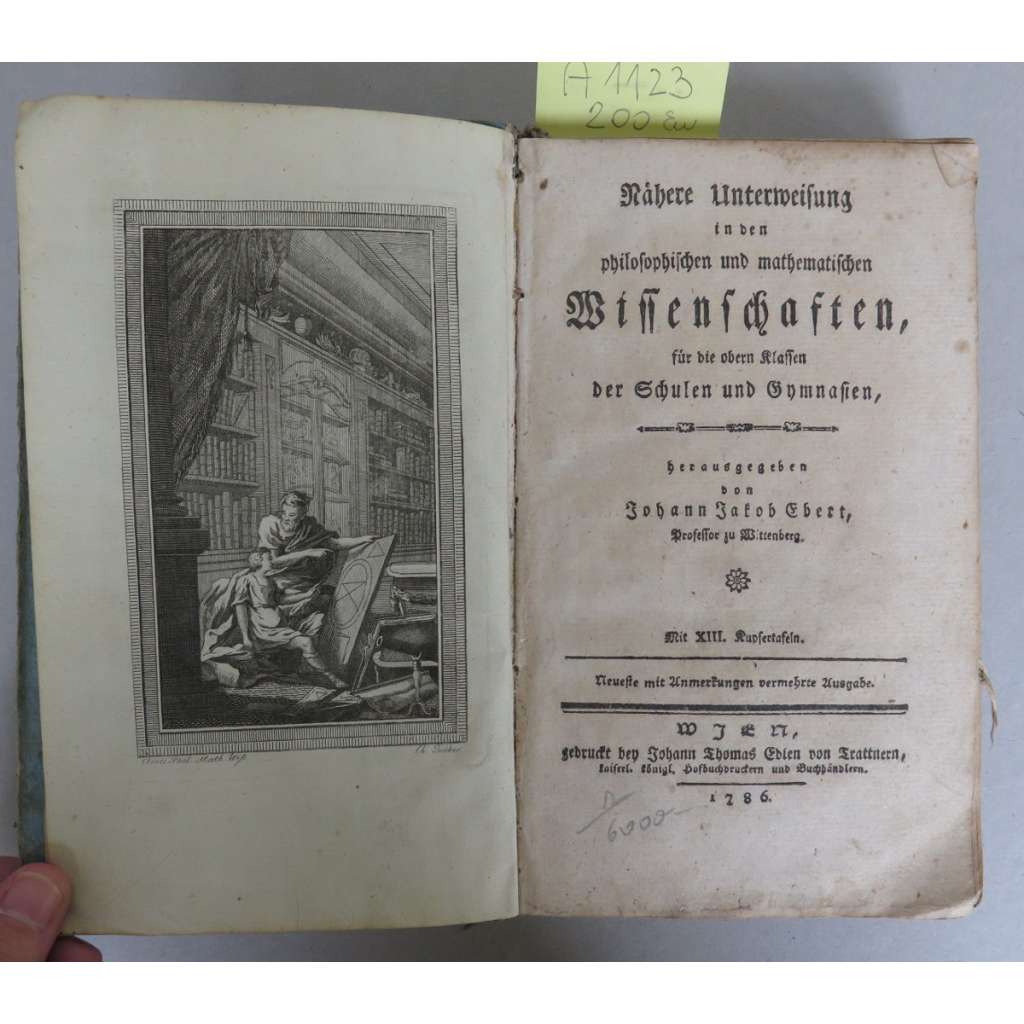 A 1123
200 Eu
Nähere Unterweisung
in den
philosophischen und mathematischen
Wissenschaften,
für die obern Klassen
der Schulen und Gymnasien,
herausgegeben
von
Johann Jakob Ebert,
Professor zu Wittenberg.
Mit XIII. Kupfertafeln.
Neueste mit Anmerkungen vermehrte Ausgabe.
WIEN,
gedruckt bey Johann Thomas Edlen von Trattnern,
kaiserl. königl. Hofbuchdruckern und Buchhändlern.
1786.
6000-